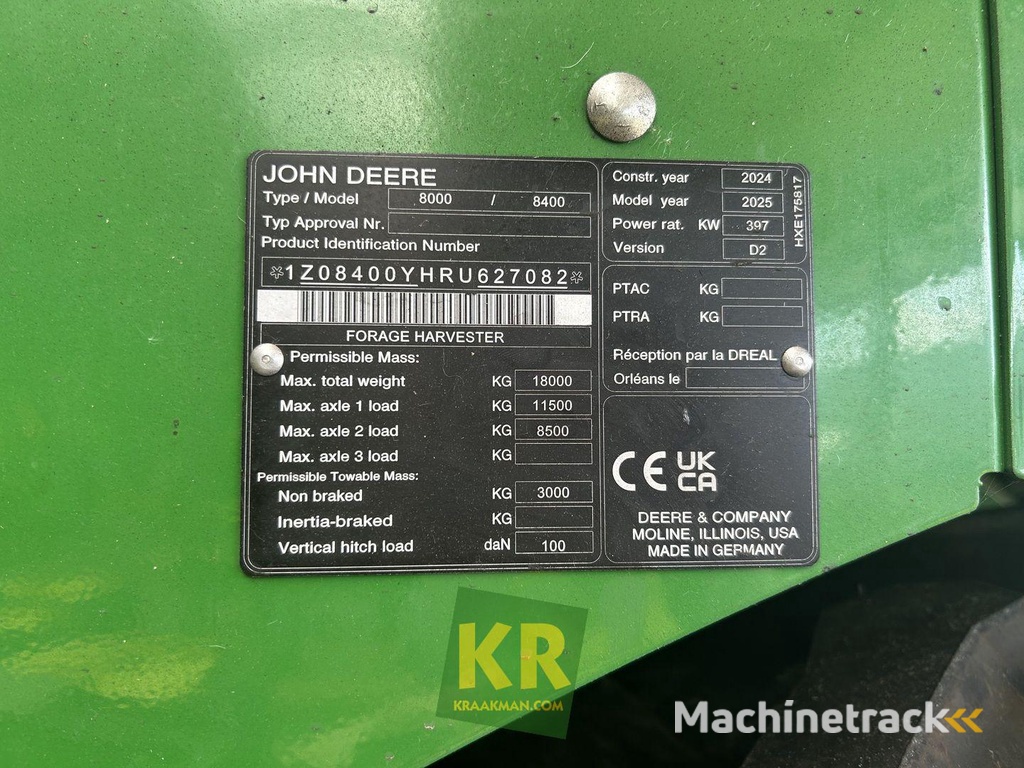 JOHN DEERE
Type / Model 8000 / 8400
Typ Approval Nr.
Product Identification Number
*1Z08400YHRU627082*
FORAGE HARVESTER
Permissible Mass:
Max. total weight KG 18000
Max. axle 1 load KG 11500
Max. axle 2 load KG 8500
Max. axle 3 load KG
Permissible Towable Mass:
Non braked KG 3000
Inertia-braked KG
Vertical hitch load daN 100
Constr. year 2024
Model year 2025
Power rat. KW 397
Version D2
HXE175817
PTAC KG
PTRA KG
Réception par la DREAL
Orléans le
CE UK
CA
DEERE & COMPANY
MOLINE, ILLINOIS, USA
MADE IN GERMANY
KR
KRAAKMAN.COM
Machinetrack